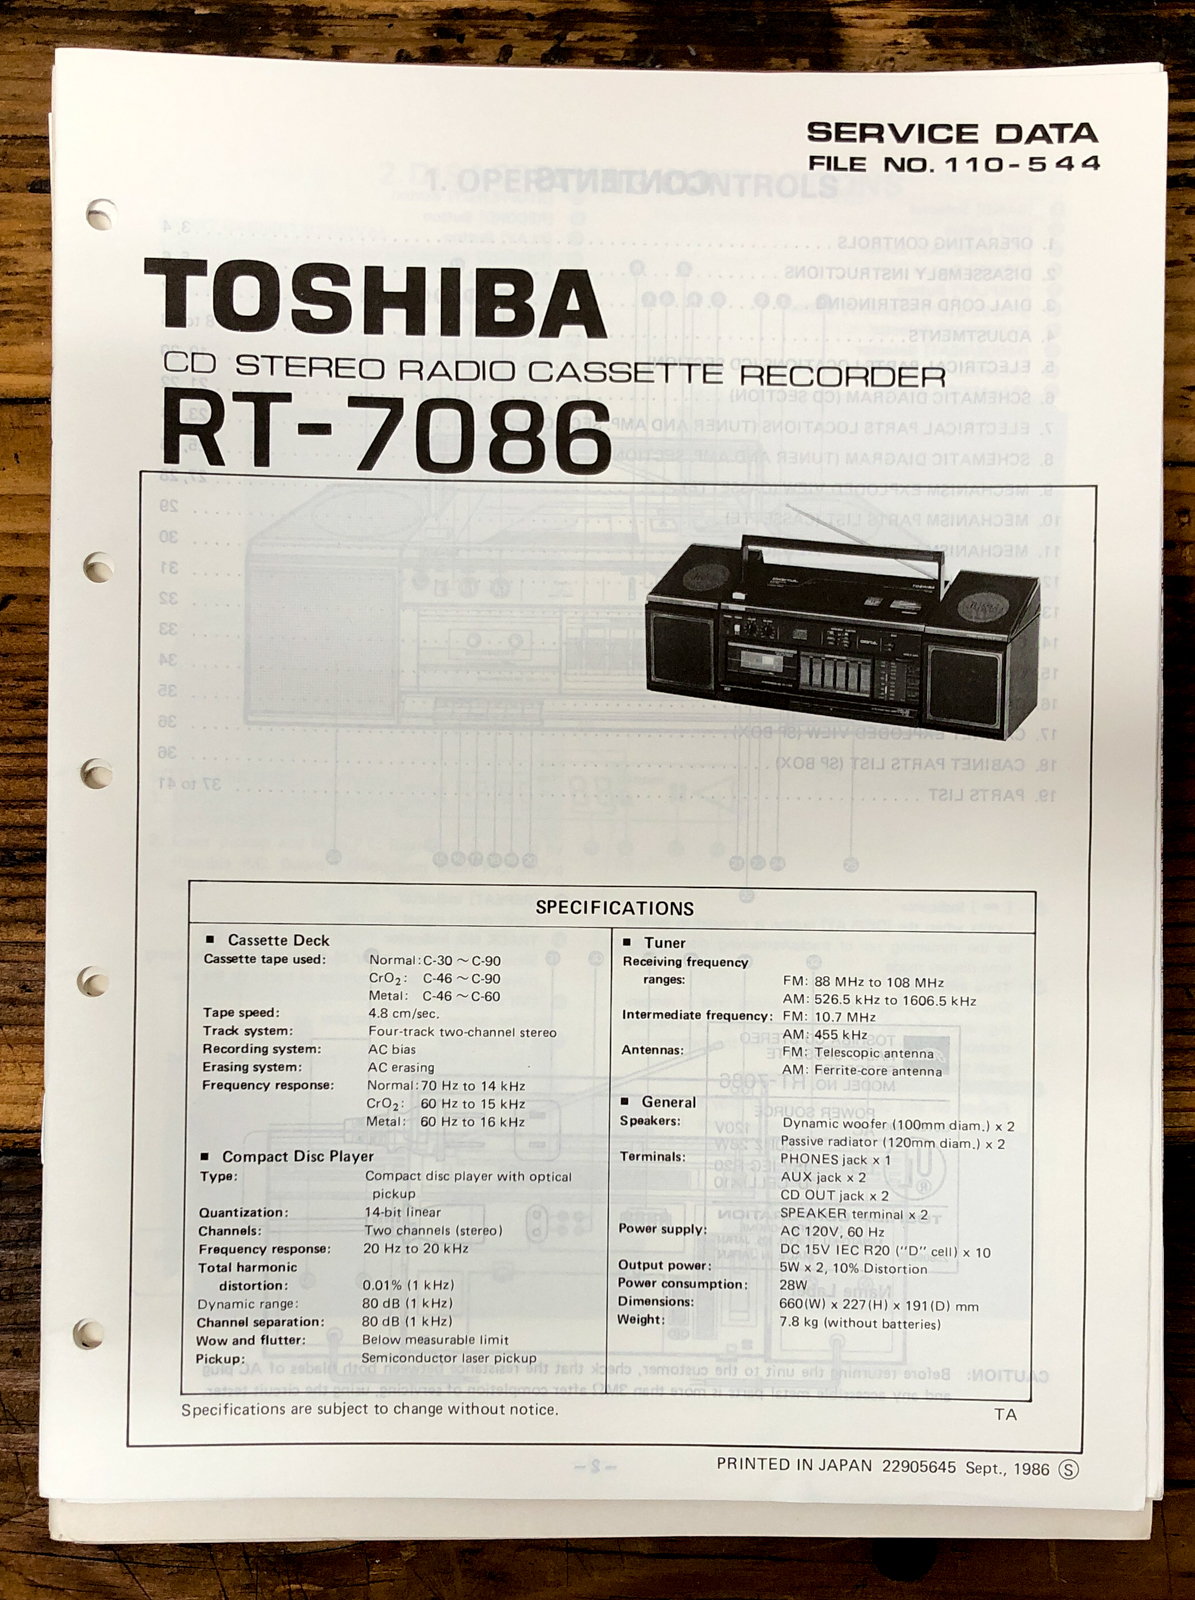 SERVICE DATA
FILE NO. 110-544
TOSHIBA
CD STEREO RADIO CASSETTE RECORDER
RT-7086
SPECIFICATIONS
■ Cassette Deck
Cassette tape used: Normal: C-30 ~ C-90
CrO₂: C-46 ~ C-90
Metal: C-46 ~ C-60
Tape speed: 4.8 cm/sec.
Track system: Four-track two-channel stereo
Recording system: AC bias
Erasing system: AC erasing
Frequency response: Normal: 70 Hz to 14 kHz
CrO₂: 60 Hz to 15 kHz
Metal: 60 Hz to 16 kHz
■ Compact Disc Player
Type: Compact disc player with optical
pickup
Quantization: 14-bit linear
Channels: Two channels (stereo)
Frequency response: 20 Hz to 20 kHz
Total harmonic
distortion: 0.01% (1 kHz)
Dynamic range: 80 dB (1 kHz)
Channel separation: 80 dB (1 kHz)
Wow and flutter: Below measurable limit
Pickup: Semiconductor laser pickup
■ Tuner
Receiving frequency
ranges: FM: 88 MHz to 108 MHz
AM: 526.5 kHz to 1606.5 kHz
Intermediate frequency: FM: 10.7 MHz
AM: 455 kHz
Antennas: FM: Telescopic antenna
AM: Ferrite-core antenna
■ General
Speakers: Dynamic woofer (100mm diam.) x 2
Passive radiator (120mm diam.) x 2
Terminals: PHONES jack x 1
AUX jack x 2
CD OUT jack x 2
SPEAKER terminal x 2
Power supply: AC 120V, 60 Hz
DC 15V IEC R20 ("D" cell) x 10
Output power: 5W x 2, 10% Distortion
Power consumption: 28W
Dimensions: 660(W) x 227(H) x 191(D) mm
Weight: 7.8 kg (without batteries)
Specifications are subject to change without notice.
TA
PRINTED IN JAPAN 22905645 Sept., 1986 Ⓢ